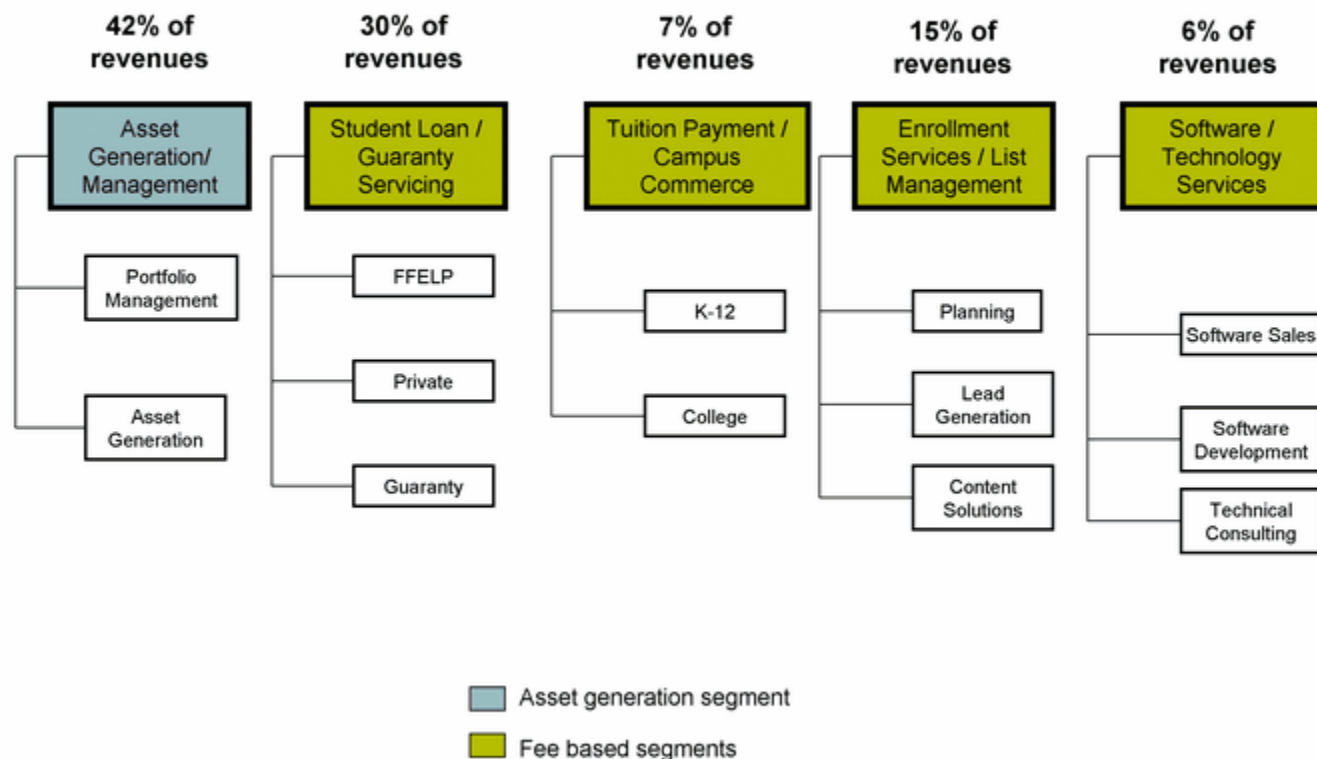 42% of
revenues
30% of
revenues
7% of
revenues
15% of
revenues
6% of
revenues
Asset
Generation/
Management
Student Loan /
Guaranty
Servicing
Tuition Payment /
Campus
Commerce
Enrollment
Services / List
Management
Software /
Technology
Services
Portfolio
Management
Asset
Generation
FFELP
Private
Guaranty
K-12
College
Planning
Lead
Generation
Content
Solutions
Software Sales
Software
Development
Technical
Consulting
Asset generation segment
Fee based segments